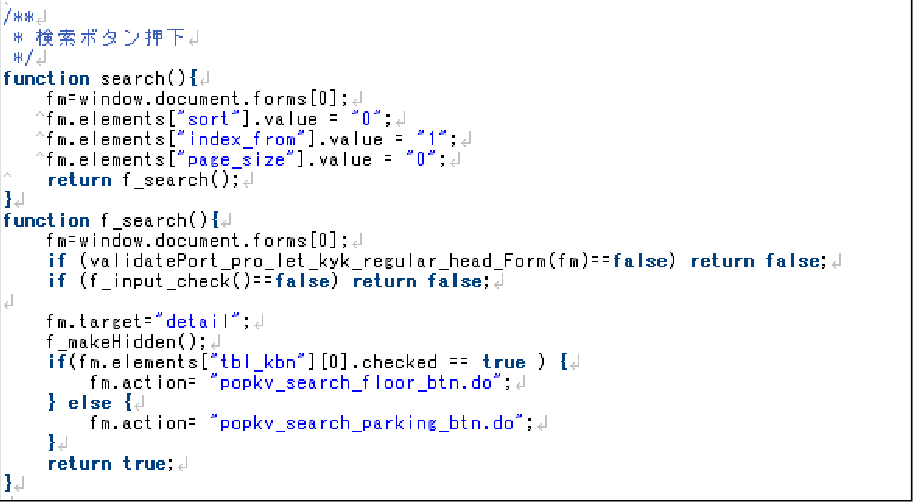 /**
 * 検索ボタン押下
 */
function search(){
    fm=window.document.forms[0];
    fm.elements["sort"].value = "0";
    fm.elements["index_from"].value = "1";
    fm.elements["page_size"].value = "0";
    return f_search();
}
function f_search(){
    fm=window.document.forms[0];
    if (validatePort_pro_let_kyk_regular_head_Form(fm)==false) return false;
    if (f_input_check()==false) return false;

    fm.target="detail";
    f_makeHidden();
    if(fm.elements["tbl_kbn"][0].checked == true ) {
        fm.action= "popkv_search_floor_btn.do";
    } else {
        fm.action= "popkv_search_parking_btn.do";
    }
    return true;
}